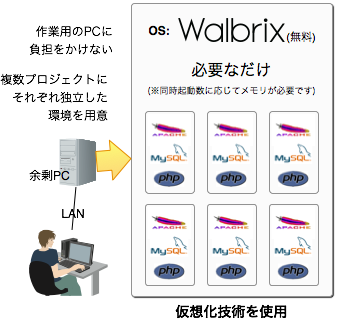 作業用のPCに
負担をかけない
複数プロジェクトに
それぞれ独立した
環境を用意
余剰PC
LAN
OS: Walbrix(無料)
必要なだけ
(※同時起動数に応じてメモリが必要です)
APACHE APACHE APACHE
MySQL MySQL MySQL
php php php
APACHE APACHE APACHE
MySQL MySQL MySQL
php php php
仮想化技術を使用